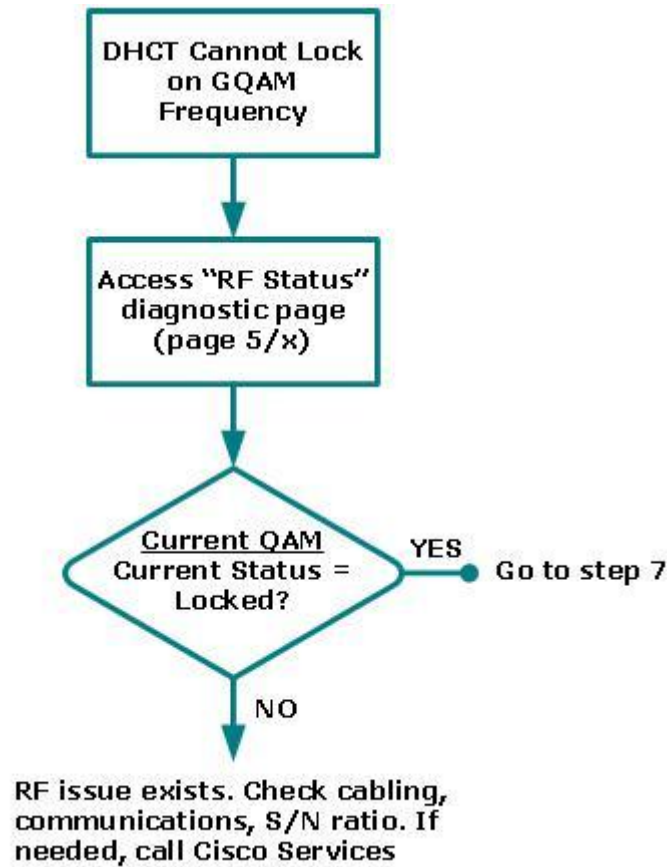 DHCT Cannot Lock
on GQAM
Frequency
Access “RF Status”
diagnostic page
(page 5/x)
Current QAM
Current Status =
Locked?
YES
Go to step 7
NO
RF issue exists. Check cabling,
communications, S/N ratio. If
needed, call Cisco Services